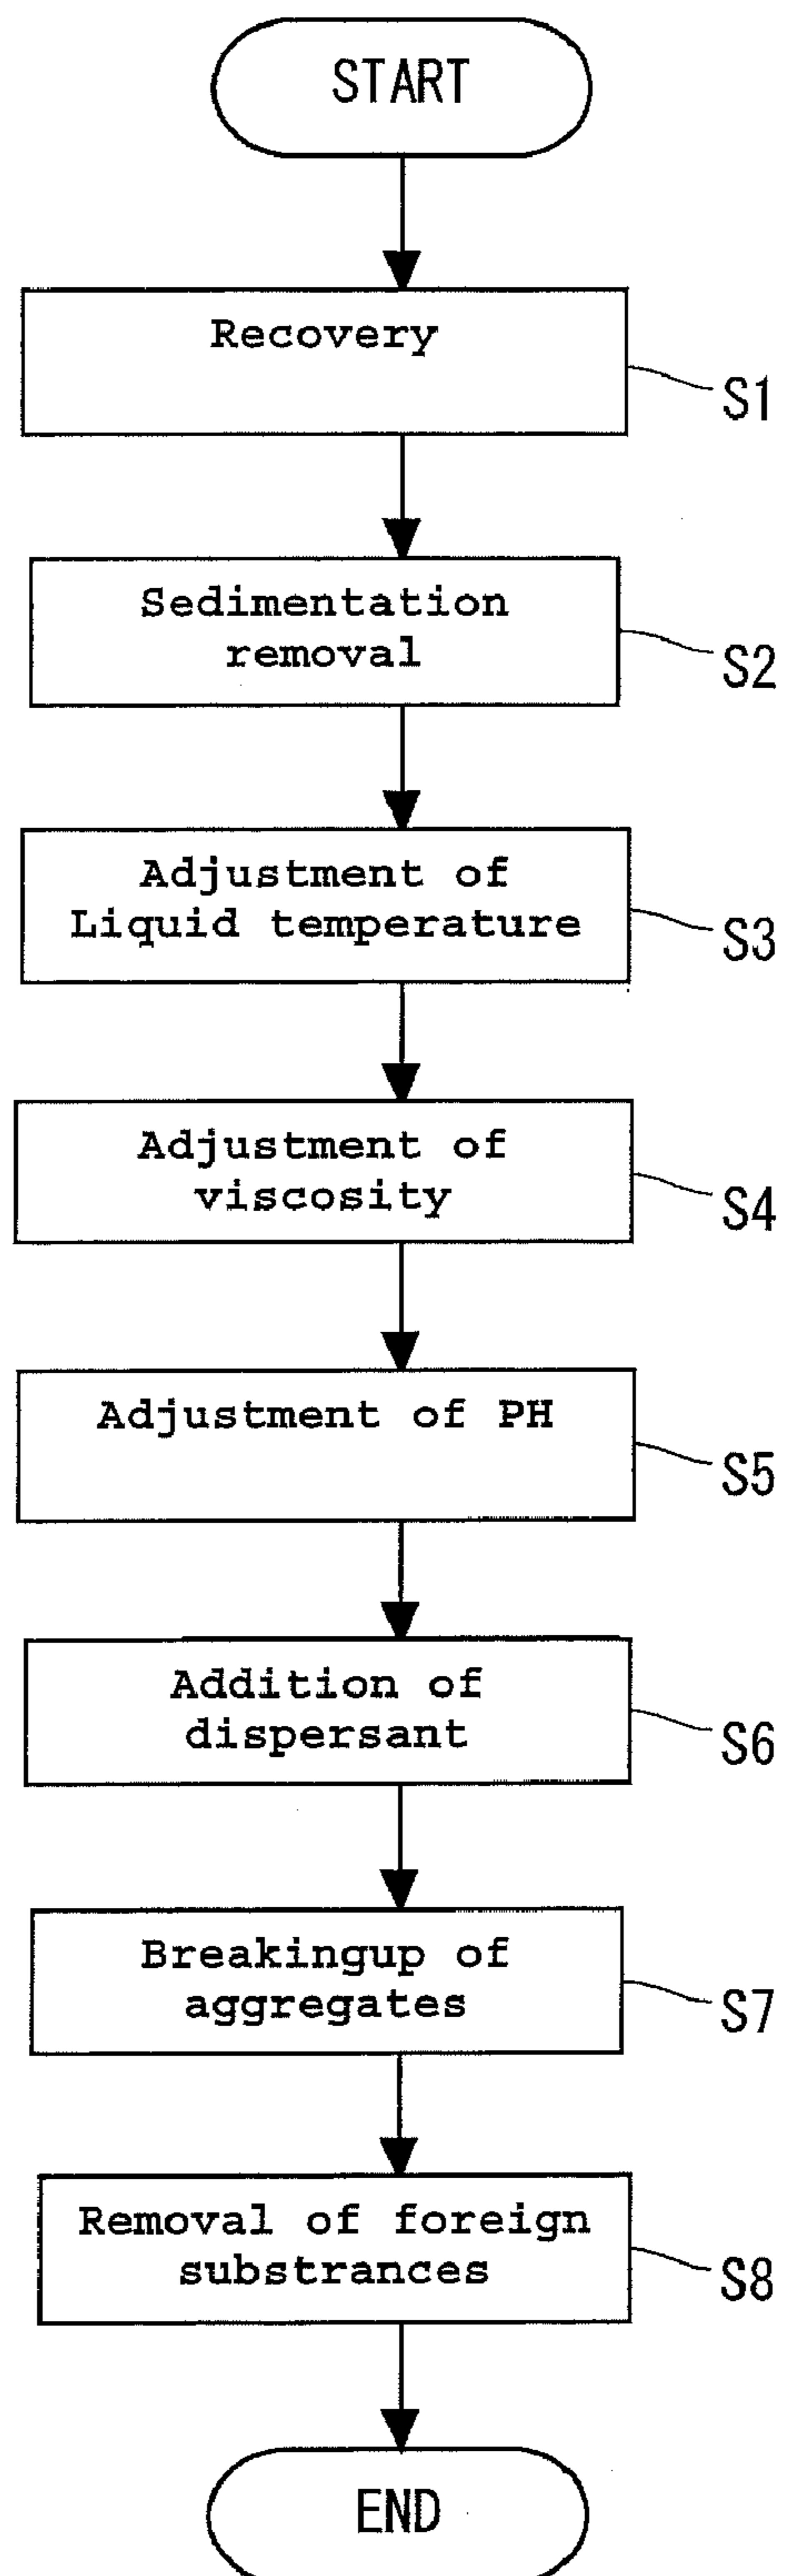 START
Recovery
S1
Sedimentation
removal
S2
Adjustment of
Liquid temperature
S3
Adjustment of
viscosity
S4
Adjustment of PH
S5
Addition of
dispersant
S6
Breakingup of
aggregates
S7
Removal of foreign
substrances
S8
END